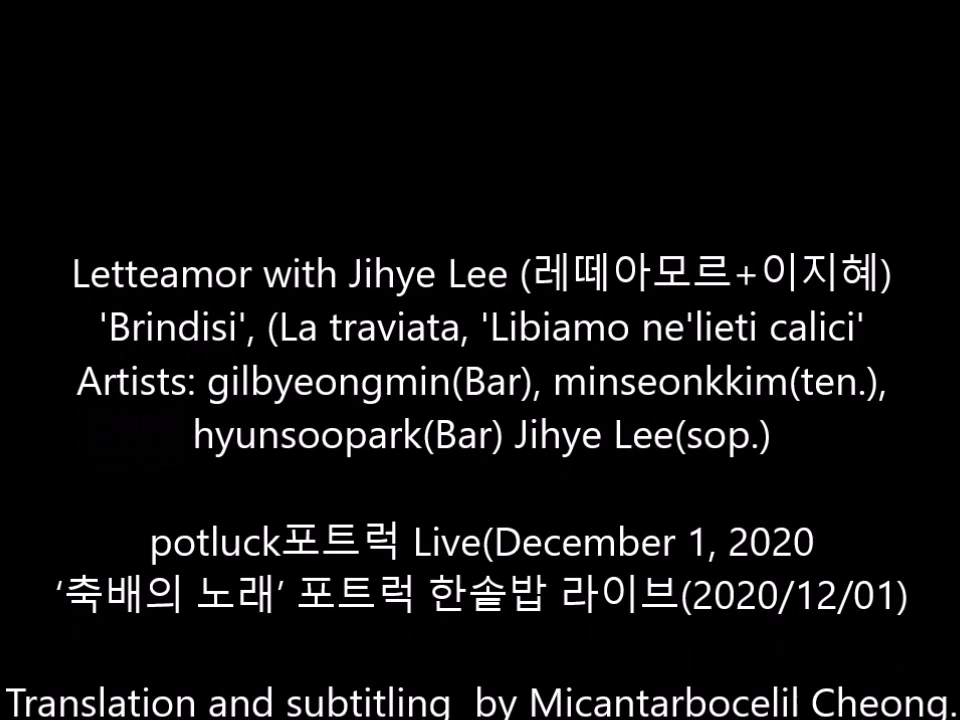 Letteamor with Jihye Lee (레떼아모르+이지혜)
'Brindisi', (La traviata, 'Libiamo ne'lieti calici'
Artists: gilbyeongmin(Bar), minseonkkim(ten.),
hyunsoopark(Bar) Jihye Lee(sop.)
potluck포트럭 Live(December 1, 2020
‘축배의 노래’ 포트럭 한솥밥 라이브(2020/12/01)
Translation and subtitling  by Micantarbocelil Cheong.